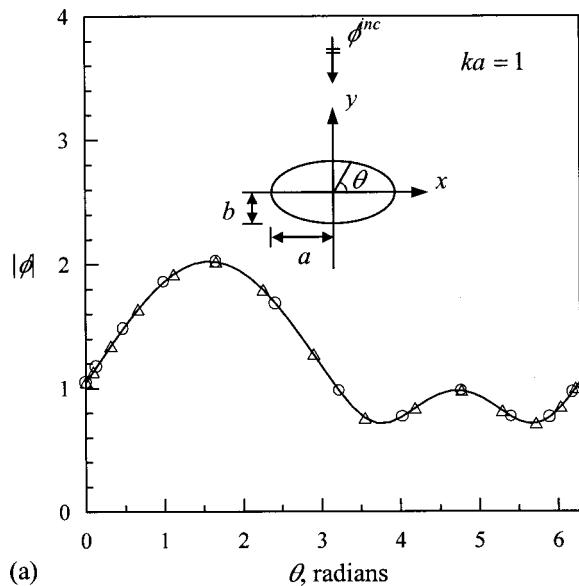 4
ϕ^inc
ka = 1
3
y
θ
x
b
a
|ϕ|
2
1
0
0 1 2 3 4 5 6
(a)
θ, radians